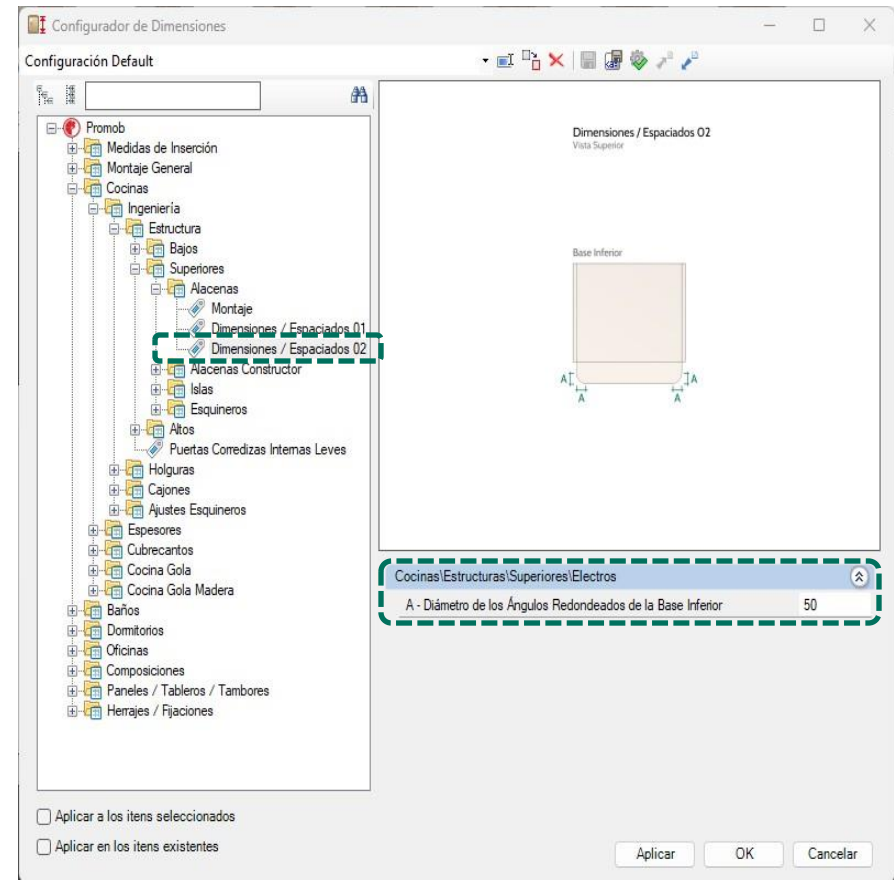 Configurador de Dimensiones
Configuración Default
Promob
Medidas de Inserción
Montaje General
Cocinas
Ingeniería
Estructura
Bajos
Superiores
Alacenas
Montaje
Dimensiones / Espaciados 01
Dimensiones / Espaciados 02
Alacenas Constructor
Islas
Esquineros
Altos
Puertas Corredizas Internas Leves
Holguras
Cajones
Ajustes Esquineros
Espesores
Cubrecantos
Cocina Gola
Cocina Gola Madera
Baños
Dormitorios
Oficinas
Composiciones
Paneles / Tableros / Tambores
Herrajes / Fijaciones
Dimensiones / Espaciados 02
Vista Superior
Base Inferior
A A
A A
Cocinas\Estructuras\Superiores\Electros
A - Diámetro de los Ángulos Redondeados de la Base Inferior 50
Aplicar a los itens seleccionados
Aplicar en los itens existentes
Aplicar OK Cancelar